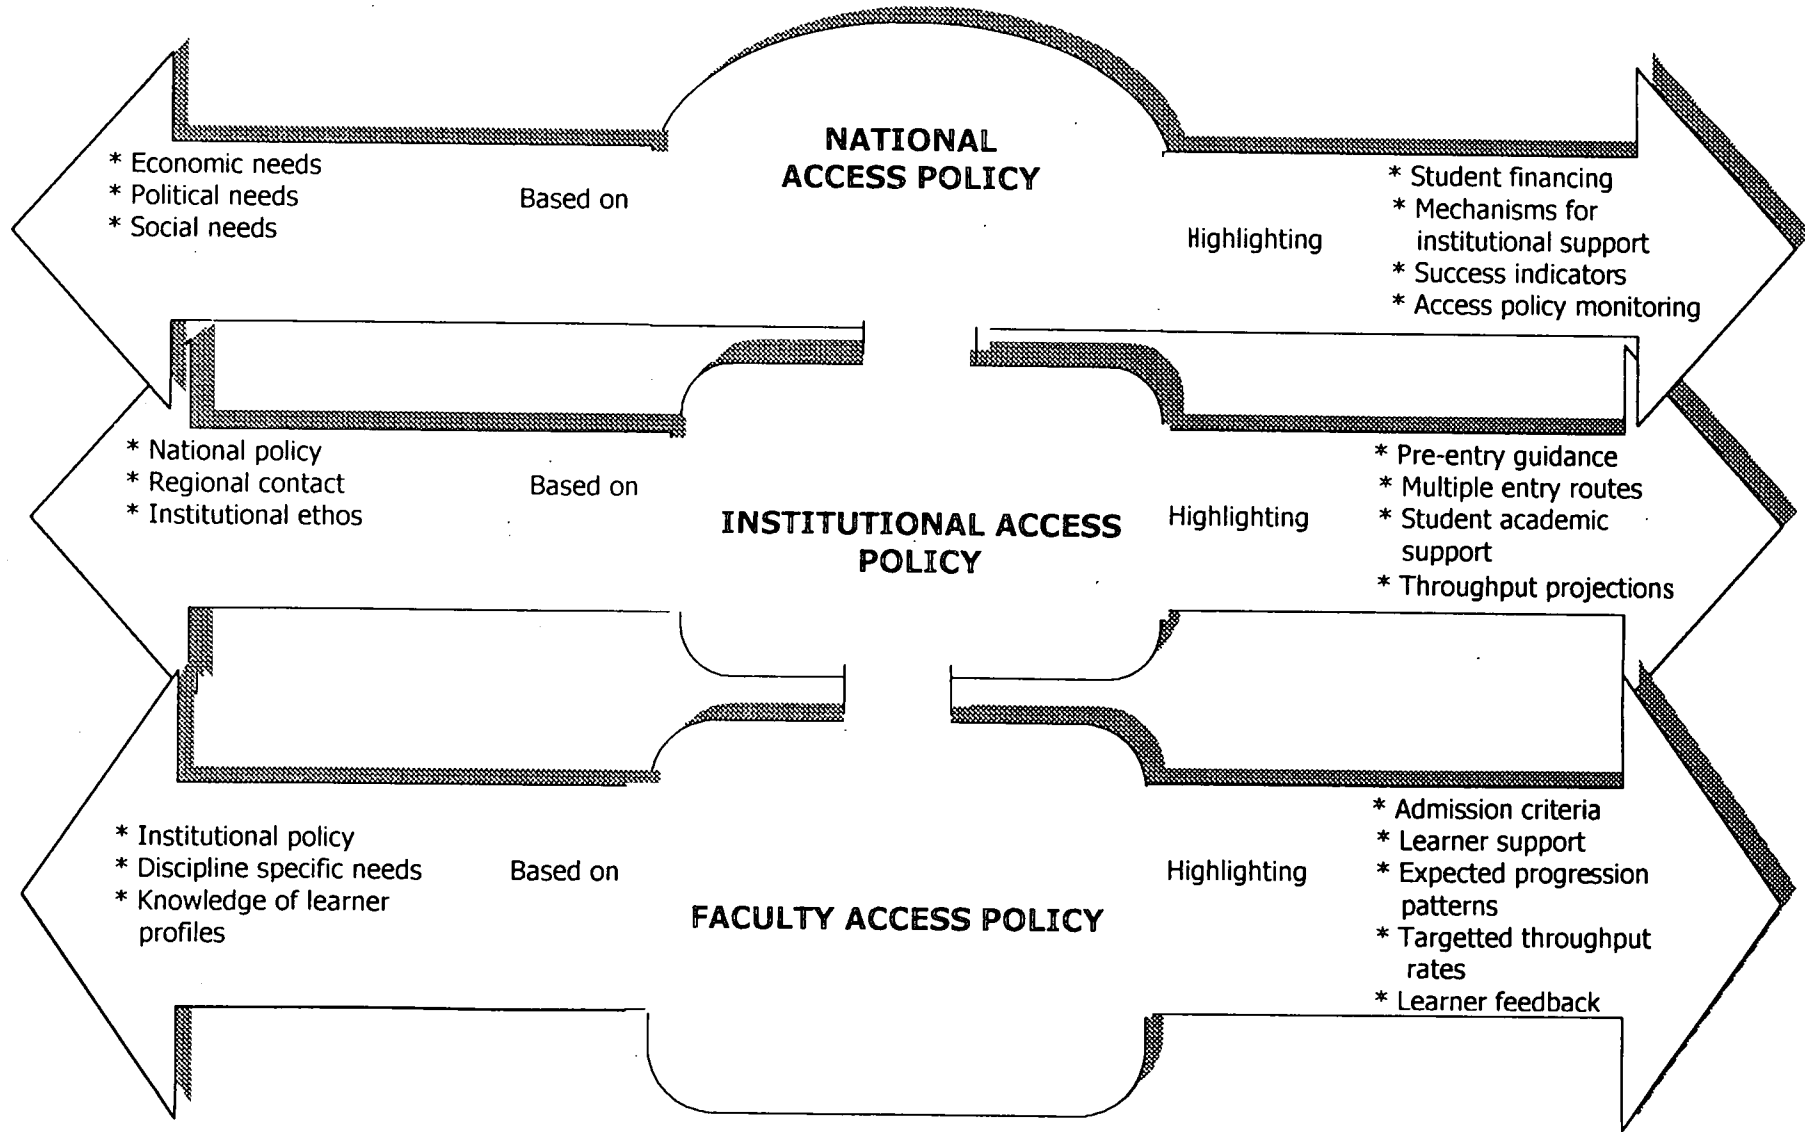 NATIONAL
ACCESS POLICY
* Economic needs
* Political needs
* Social needs
Based on
Highlighting
* Student financing
* Mechanisms for
institutional support
* Success indicators
* Access policy monitoring
* National policy
* Regional contact
* Institutional ethos
Based on
INSTITUTIONAL ACCESS
POLICY
Highlighting
* Pre-entry guidance
* Multiple entry routes
* Student academic
support
* Throughput projections
* Institutional policy
* Discipline specific needs
* Knowledge of learner
profiles
Based on
FACULTY ACCESS POLICY
Highlighting
* Admission criteria
* Learner support
* Expected progression
patterns
* Targetted throughput
rates
* Learner feedback